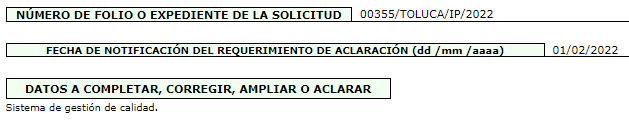 NÚMERO DE FOLIO O EXPEDIENTE DE LA SOLICITUD 00355/TOLUCA/IP/2022
FECHA DE NOTIFICACIÓN DEL REQUERIMIENTO DE ACLARACIÓN (dd /mm /aaaa) 01/02/2022
DATOS A COMPLETAR, CORREGIR, AMPLIAR O ACLARAR
Sistema de gestión de calidad.